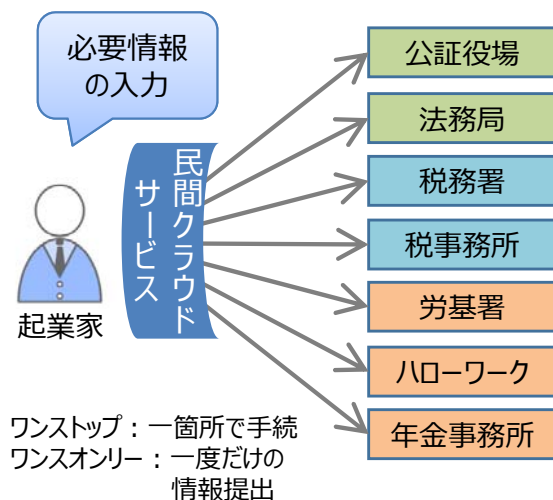 必要情報
の入力
民間クラウド
サービス
起業家
公証役場
法務局
税務署
税事務所
労基署
ハローワーク
年金事務所
ワンストップ：一箇所で手続
ワンスオンリー：一度だけの
情報提出